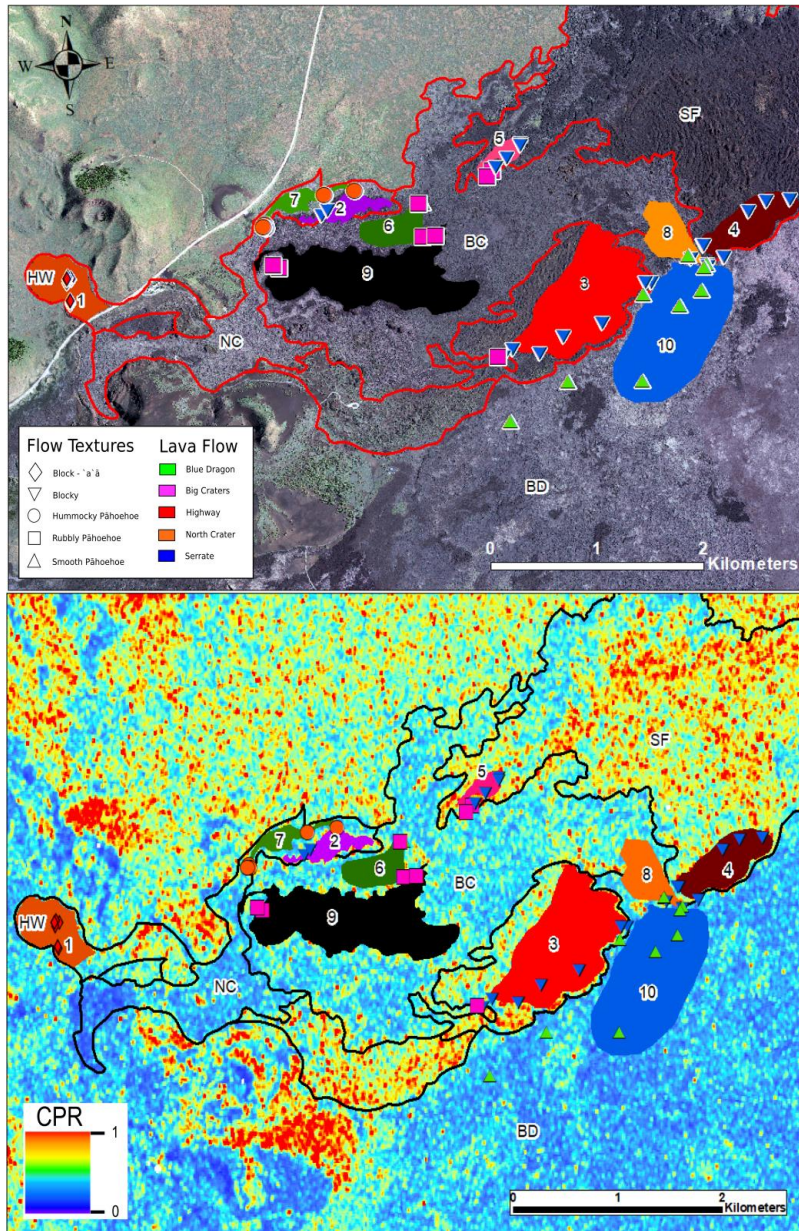 N
W E
S
SF
5
7
2
6
BC
8
4
9
HW
3
1
NC
10
Flow Textures
Block - `a`ā
Blocky
Hummocky Pāhoehoe
Rubbly Pāhoehoe
Smooth Pāhoehoe
Lava Flow
Blue Dragon
Big Craters
Highway
North Crater
Serrate
BD
0 1 2
Kilometers
SF
5
7
2
6
BC
8
4
9
HW
3
1
NC
10
CPR
1
0
BD
0 1 2
Kilometers